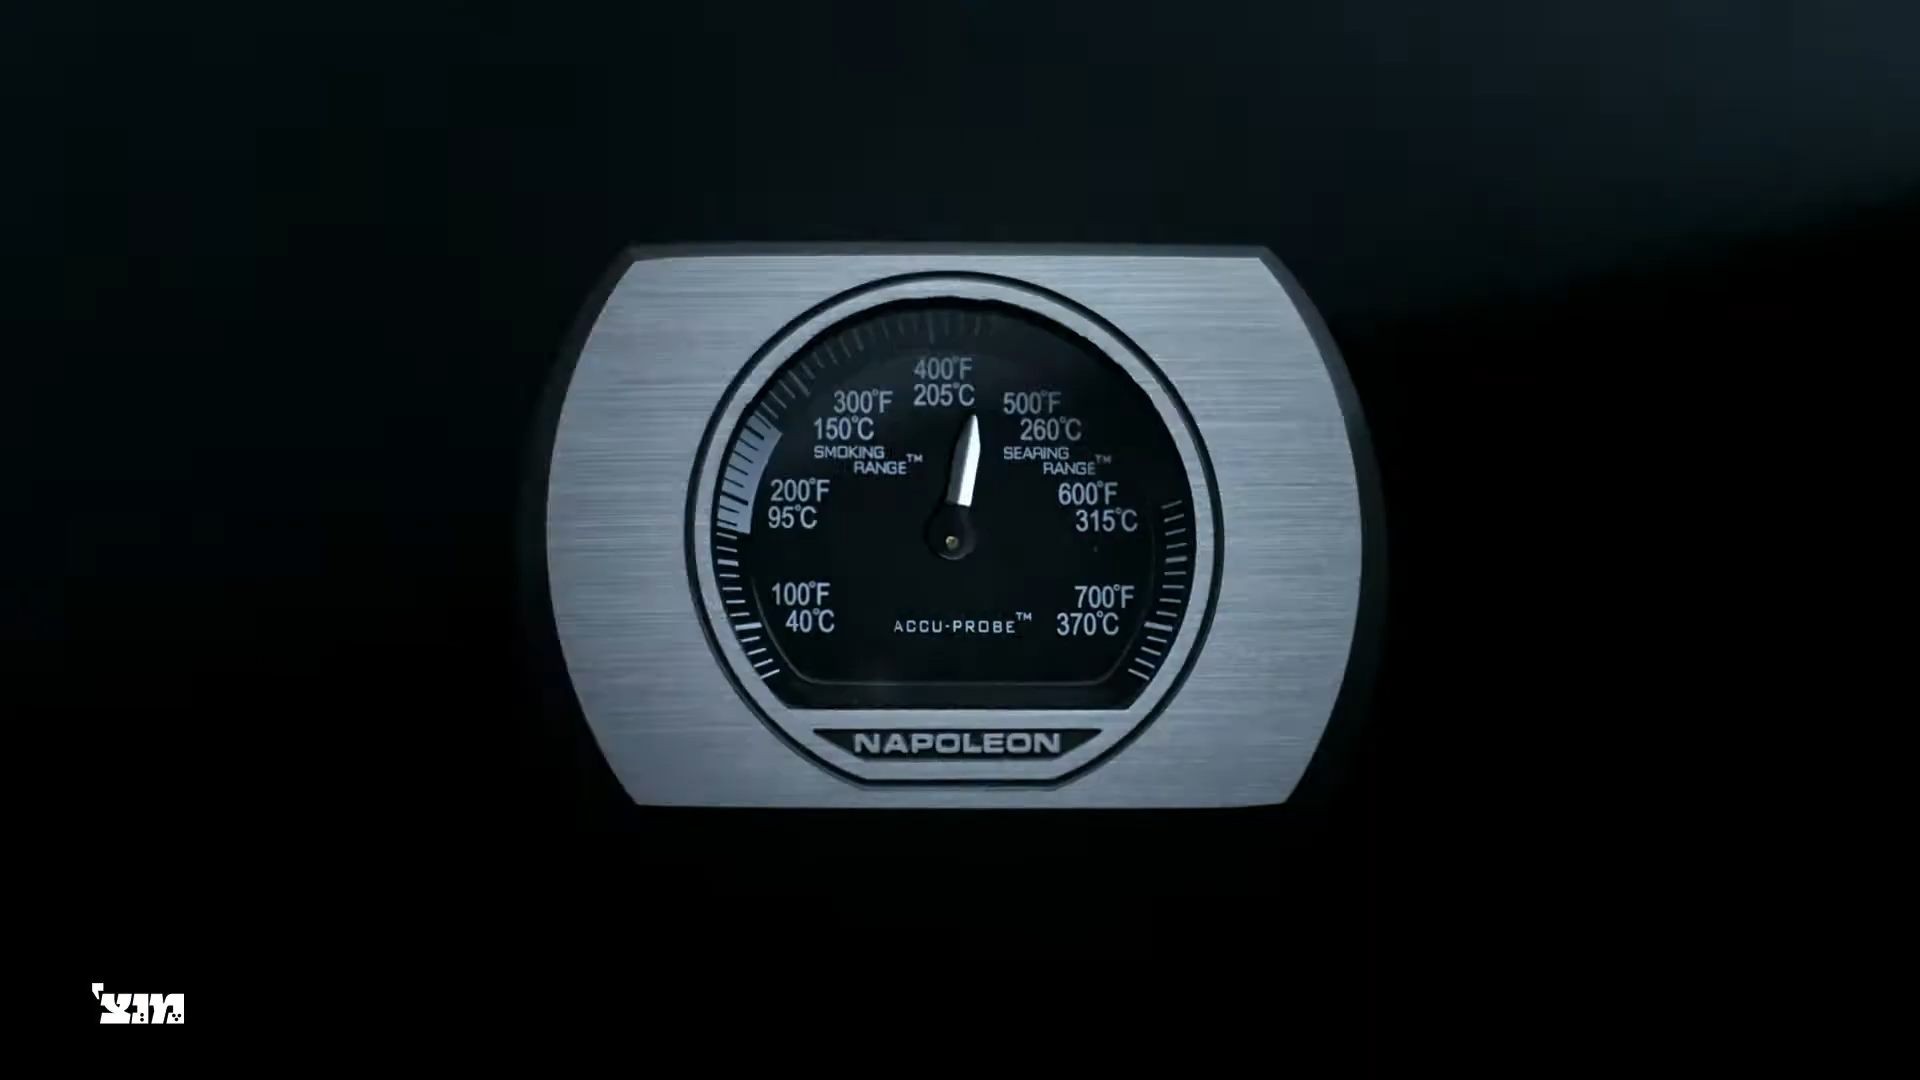 400°F
205°C
300°F
150°C
SMOKING
RANGE™
500°F
260°C
SEARING
RANGE™
200°F
95°C
600°F
315°C
100°F
40°C
700°F
370°C
ACCU-PROBE™
NAPOLEON
מנצ'